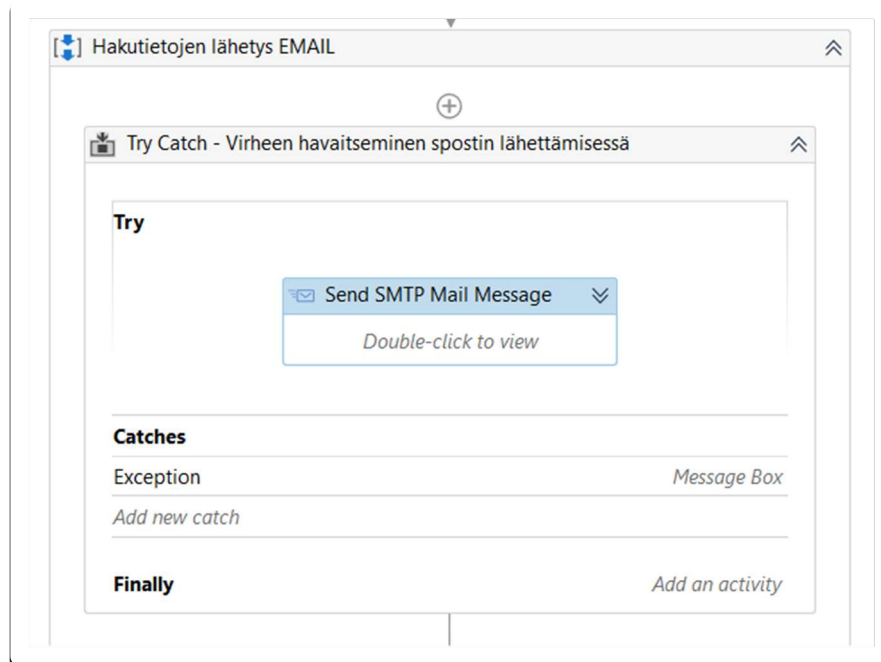 Hakutietojen lähetys EMAIL
Try Catch - Virheen havaitseminen spostin lähettämisessä
Try
Send SMTP Mail Message
Double-click to view
Catches
Exception Message Box
Add new catch
Finally Add an activity